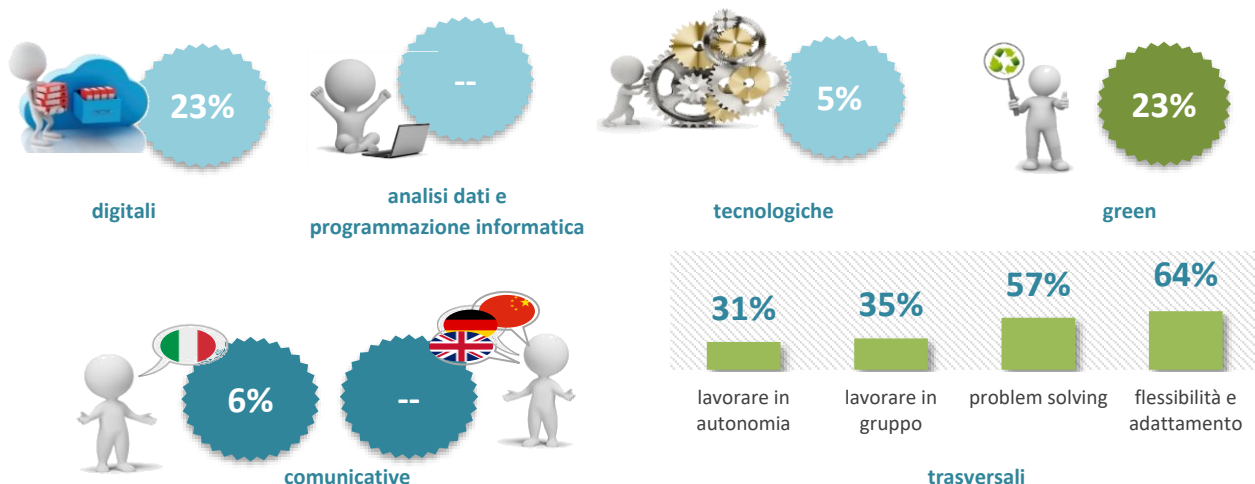 23%
--
5%
23%
digitali
analisi dati e
programmazione informatica
tecnologiche
green
6%
--
comunicative
31%
35%
57%
64%
lavorare in
autonomia
lavorare in
gruppo
problem solving
flessibilità e
adattamento
trasversali